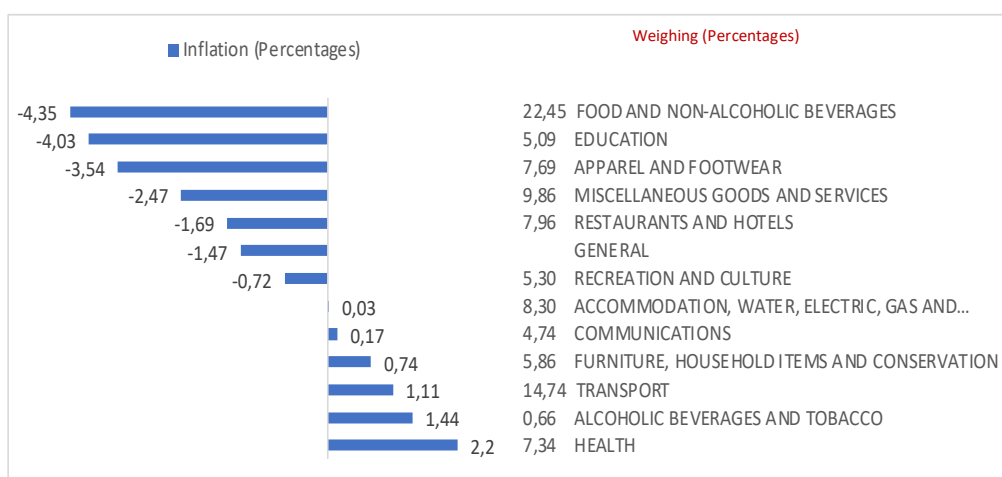 Inflation (Percentages) Weighing (Percentages)
-4,35 22,45 FOOD AND NON-ALCOHOLIC BEVERAGES
-4,03 5,09 EDUCATION
-3,54 7,69 APPAREL AND FOOTWEAR
-2,47 9,86 MISCELLANEOUS GOODS AND SERVICES
-1,69 7,96 RESTAURANTS AND HOTELS
-1,47 GENERAL
-0,72 5,30 RECREATION AND CULTURE
0,03 8,30 ACCOMMODATION, WATER, ELECTRIC, GAS AND...
0,17 4,74 COMMUNICATIONS
0,74 5,86 FURNITURE, HOUSEHOLD ITEMS AND CONSERVATION
1,11 14,74 TRANSPORT
1,44 0,66 ALCOHOLIC BEVERAGES AND TOBACCO
2,2 7,34 HEALTH